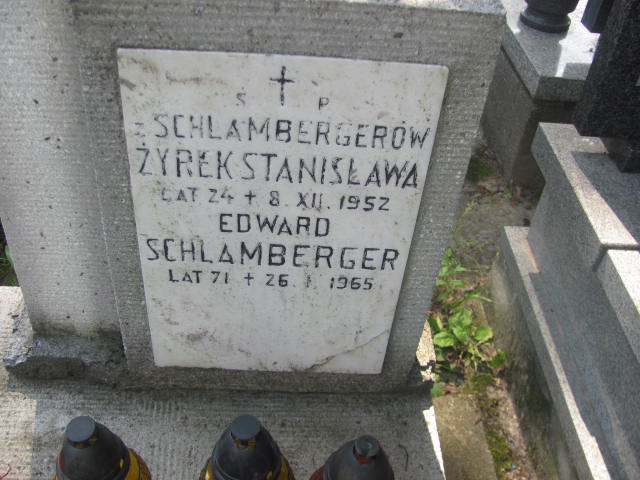 Ś P
z SCHLAMBERGERÓW
ŻYREK STANISŁAWA
LAT 24 + 8. XII. 1952
EDWARD
SCHLAMBERGER
LAT 71 + 26. I. 1965